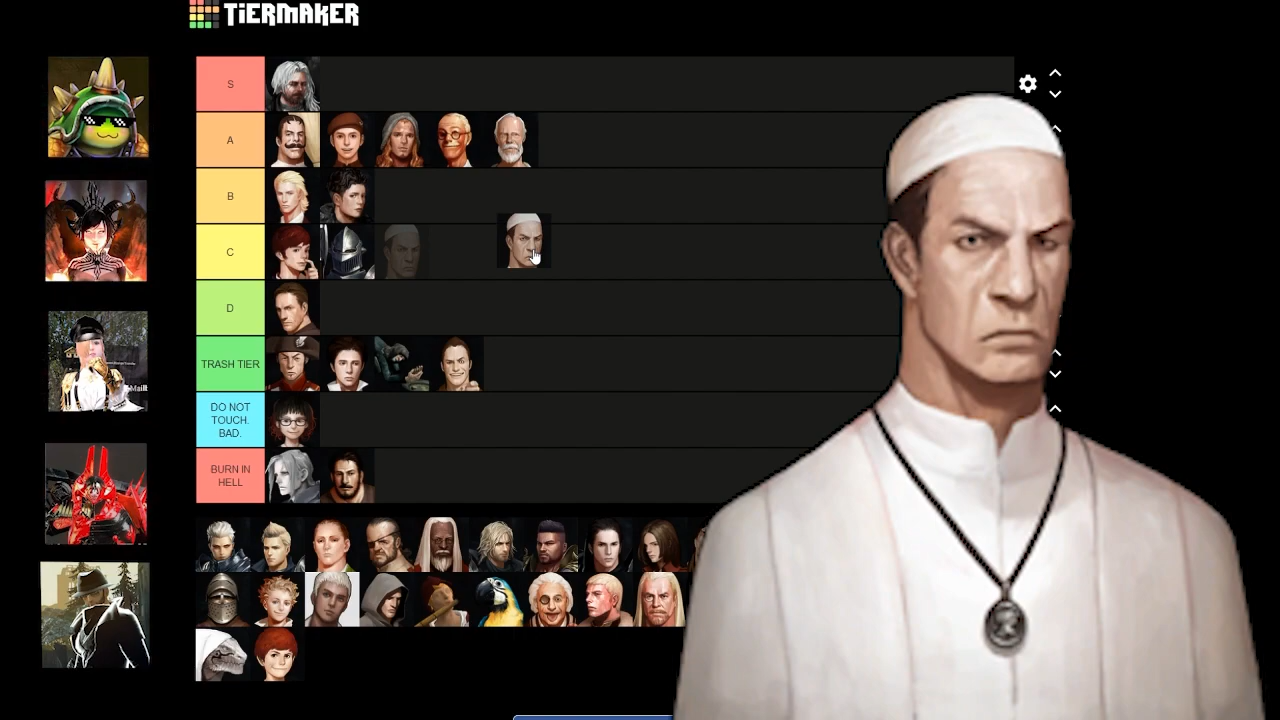 TiERMAKER
S
A
B
C
D
TRASH TIER
DO NOT
TOUCH.
BAD.
BURN IN
HELL